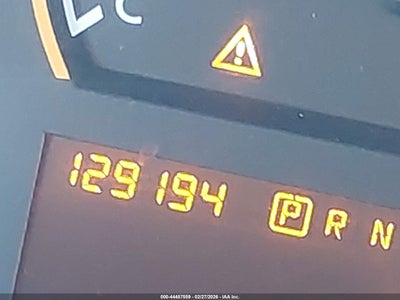 L C
129194 P R N
000-44487559 - 02/27/2026 - IAA Inc.